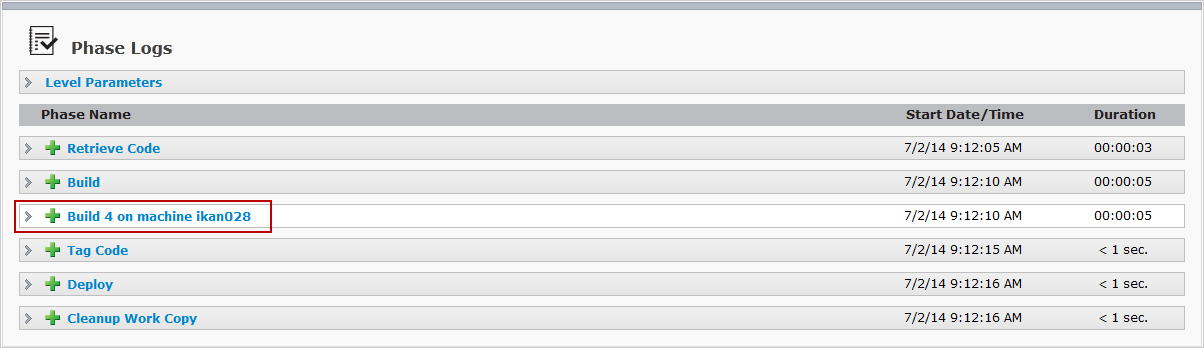 Phase Logs
Level Parameters
Phase Name Start Date/Time Duration
Retrieve Code 7/2/14 9:12:05 AM 00:00:03
Build 7/2/14 9:12:10 AM 00:00:05
Build 4 on machine ikan028 7/2/14 9:12:10 AM 00:00:05
Tag Code 7/2/14 9:12:15 AM < 1 sec.
Deploy 7/2/14 9:12:16 AM < 1 sec.
Cleanup Work Copy 7/2/14 9:12:16 AM < 1 sec.